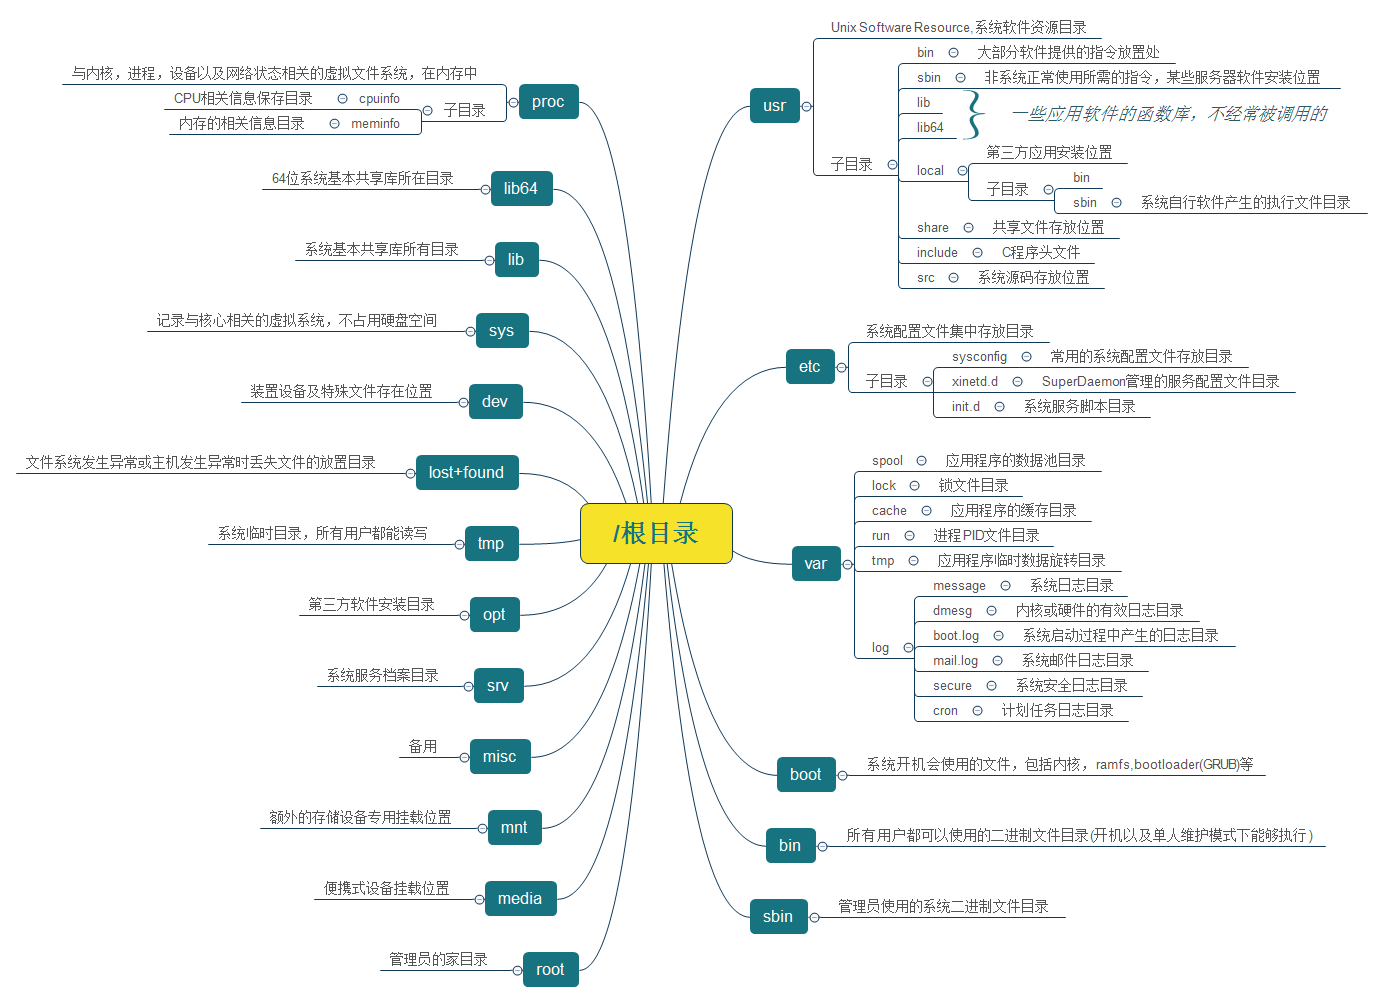 /根目录
usr
Unix Software Resource,系统软件资源目录
子目录
bin 大部分软件提供的指令放置处
sbin 非系统正常使用所需的指令，某些服务器软件安装位置
lib
lib64
一些应用软件的函数库，不经常被调用的
local
第三方应用安装位置
子目录
bin
sbin 系统自行软件产生的执行文件目录
share 共享文件存放位置
include C程序头文件
src 系统源码存放位置
etc
系统配置文件集中存放目录
子目录
sysconfig 常用的系统配置文件存放目录
xinetd.d SuperDaemon管理的服务配置文件目录
init.d 系统服务脚本目录
var
spool 应用程序的数据池目录
lock 锁文件目录
cache 应用程序的缓存目录
run 进程PID文件目录
tmp 应用程序临时数据旋转目录
log
message 系统日志目录
dmesg 内核或硬件的有效日志目录
boot.log 系统启动过程中产生的日志目录
mail.log 系统邮件日志目录
secure 系统安全日志目录
cron 计划任务日志目录
boot 系统开机会使用的文件，包括内核，ramfs,bootloader(GRUB)等
bin 所有用户都可以使用的二进制文件目录(开机以及单人维护模式下能够执行)
sbin 管理员使用的系统二进制文件目录
proc
与内核，进程，设备以及网络状态相关的虚拟文件系统，在内存中
子目录
CPU相关信息保存目录 cpuinfo
内存的相关信息目录 meminfo
64位系统基本共享库所在目录 lib64
系统基本共享库所有目录 lib
记录与核心相关的虚拟系统，不占用硬盘空间 sys
装置设备及特殊文件存在位置 dev
文件系统发生异常或主机发生异常时丢失文件的放置目录 lost+found
系统临时目录，所有用户都能读写 tmp
第三方软件安装目录 opt
系统服务档案目录 srv
备用 misc
额外的存储设备专用挂载位置 mnt
便携式设备挂载位置 media
管理员的家目录 root